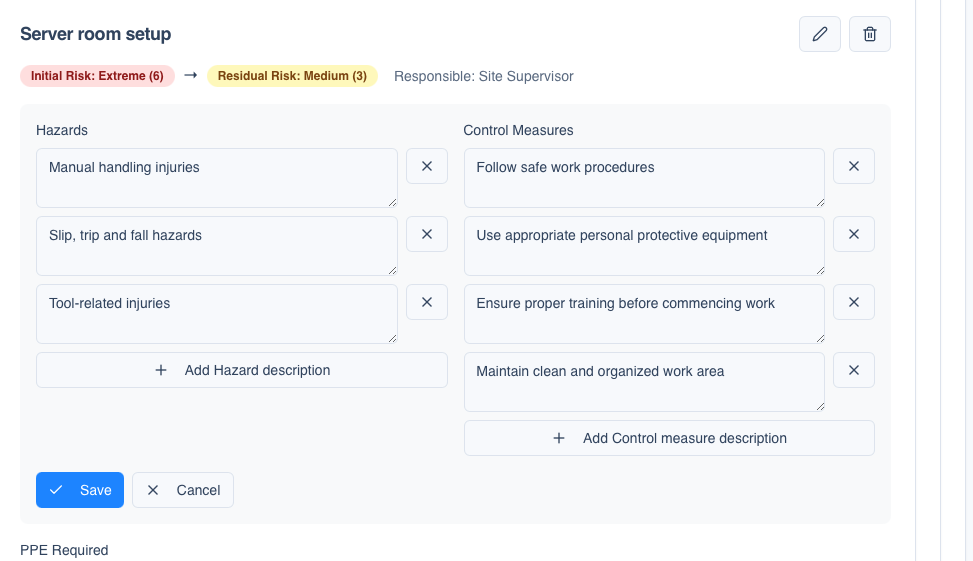 Server room setup
Initial Risk: Extreme (6) → Residual Risk: Medium (3) Responsible: Site Supervisor
Hazards
Manual handling injuries
Slip, trip and fall hazards
Tool-related injuries
Add Hazard description
Control Measures
Follow safe work procedures
Use appropriate personal protective equipment
Ensure proper training before commencing work
Maintain clean and organized work area
Add Control measure description
Save Cancel
PPE Required